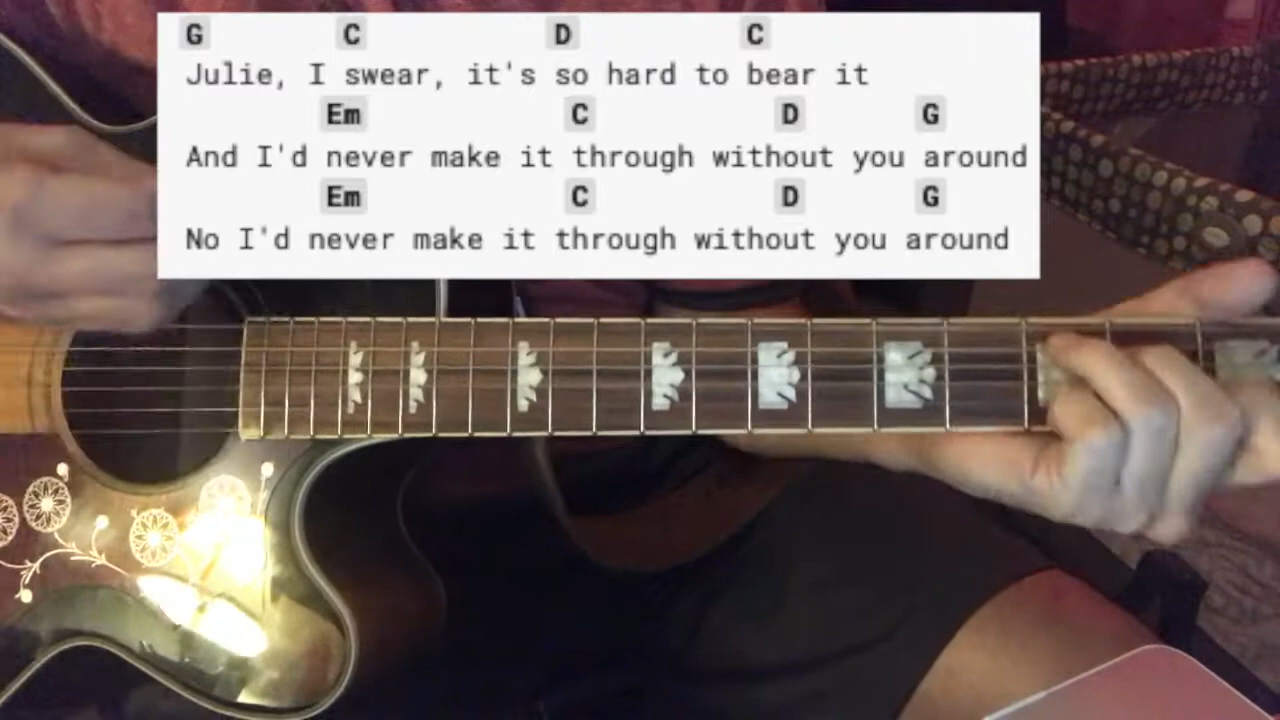 G C D C
Julie, I swear, it's so hard to bear it
Em C D G
And I'd never make it through without you around
Em C D G
No I'd never make it through without you around